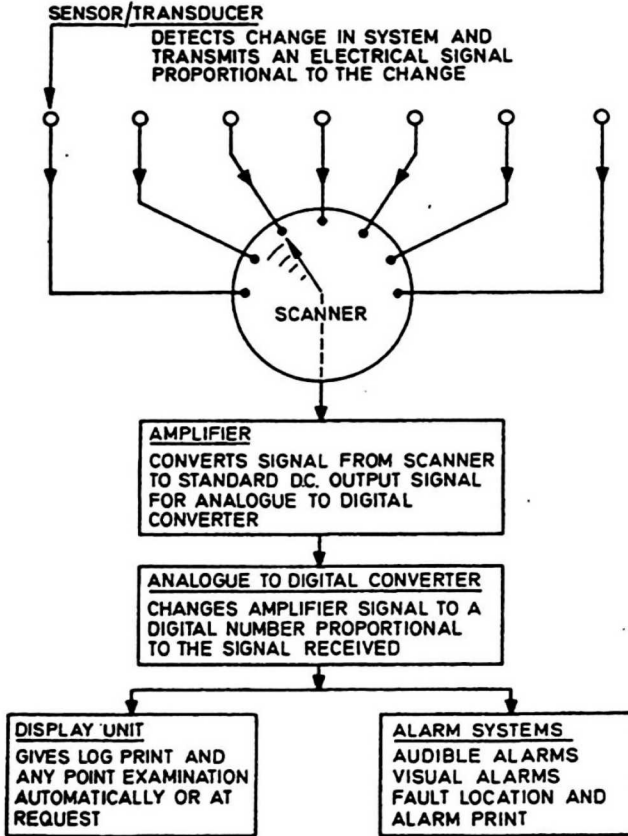 SENSOR/TRANSDUCER
DETECTS CHANGE IN SYSTEM AND
TRANSMITS AN ELECTRICAL SIGNAL
PROPORTIONAL TO THE CHANGE
SCANNER
AMPLIFIER
CONVERTS SIGNAL FROM SCANNER
TO STANDARD D.C. OUTPUT SIGNAL
FOR ANALOGUE TO DIGITAL
CONVERTER
ANALOGUE TO DIGITAL CONVERTER
CHANGES AMPLIFIER SIGNAL TO A
DIGITAL NUMBER PROPORTIONAL
TO THE SIGNAL RECEIVED
DISPLAY UNIT
GIVES LOG PRINT AND
ANY POINT EXAMINATION
AUTOMATICALLY OR AT
REQUEST
ALARM SYSTEMS
AUDIBLE ALARMS
VISUAL ALARMS
FAULT LOCATION AND
ALARM PRINT